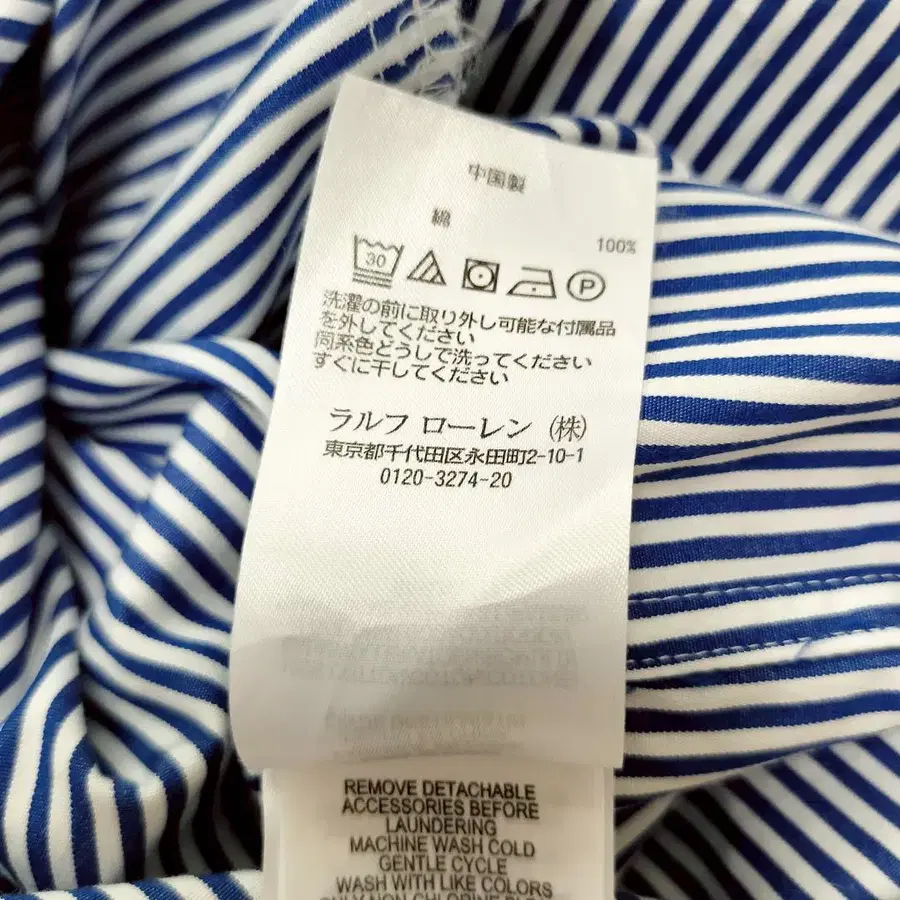 中国製
綿
100%
30
P
洗濯の前に取り外し可能な付属品
を外してください
同系色どうしで洗ってください
すぐに干してください
ラルフ ローレン (株)
東京都千代田区永田町2-10-1
0120-3274-20
REMOVE DETACHABLE
ACCESSORIES BEFORE
LAUNDERING
MACHINE WASH COLD
GENTLE CYCLE
WASH WITH LIKE COLORS
ONLY NON-CHLORINE